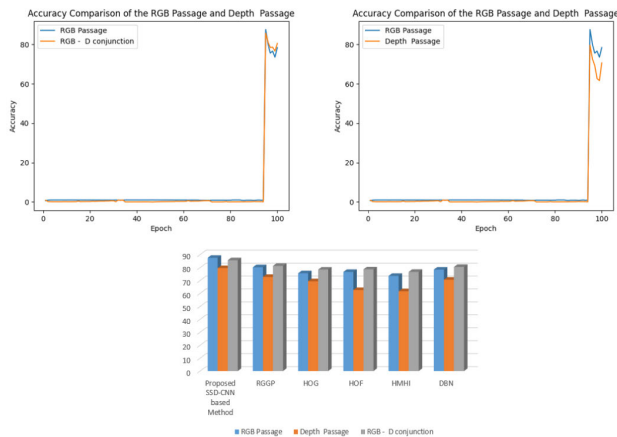 Accuracy Comparison of the RGB Passage and Depth  Passage
RGB Passage
RGB -  D conjunction
80
60
40
20
0
Accuracy
0
20
40
60
80
100
Epoch
Accuracy Comparison of the RGB Passage and Depth  Passage
RGB Passage
Depth  Passage
80
60
40
20
0
Accuracy
0
20
40
60
80
100
Epoch
90
80
70
60
50
40
30
20
10
0
Proposed
SSD-CNN
based
Method
RGGP
HOG
HOF
HMHI
DBN
RGB Passage
Depth  Passage
RGB -  D conjunction